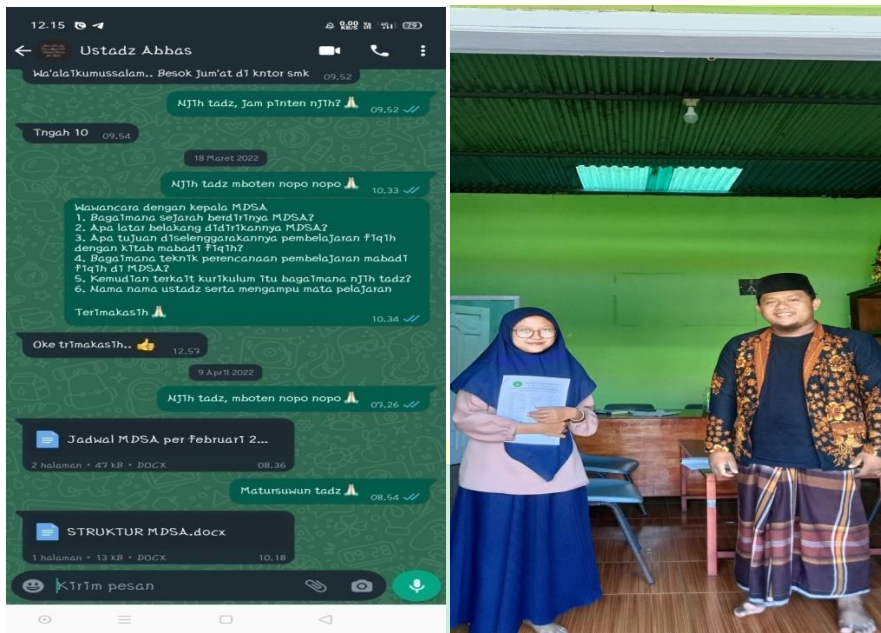 12.15
0,00 KB/S
79
Ustadz Abbas
Wa'alaikumussalam.. Besok jum'at di kntor smk 09.52
Njih tadz, jam pinten njih?🙏🏻 09.52
Tngah 10 09.54
18 Maret 2022
Njih tadz mboten nopo nopo🙏🏻 10.33
Wawancara dengan kepala MDSA
1. Bagaimana sejarah berdirinya MDSA?
2. Apa latar belakang didirikannya MDSA?
3. Apa tujuan diselenggarakannya pembelajaran fiqih
dengan kitab mabadi fiqih?
4. Bagaimana teknik perencanaan pembelajaran mabadi
fiqih di MDSA?
5. Kemudian terkait kurikulum itu bagaimana njih tadz?
6. Nama nama ustadz serta mengampu mata pelajaran
Terimakasih🙏🏻 10.34
Oke trimakasih..👍 12.57
9 April 2022
Njih tadz, mboten nopo nopo🙏🏻 07.26
Jadwal MDSA per februari 2...
2 halaman • 47 kB • DOCX 08.36
Matursuwun tadz🙏🏻 08.54
STRUKTUR MDSA.docx
1 halaman • 13 kB • DOCX 10.18
Kirim pesan